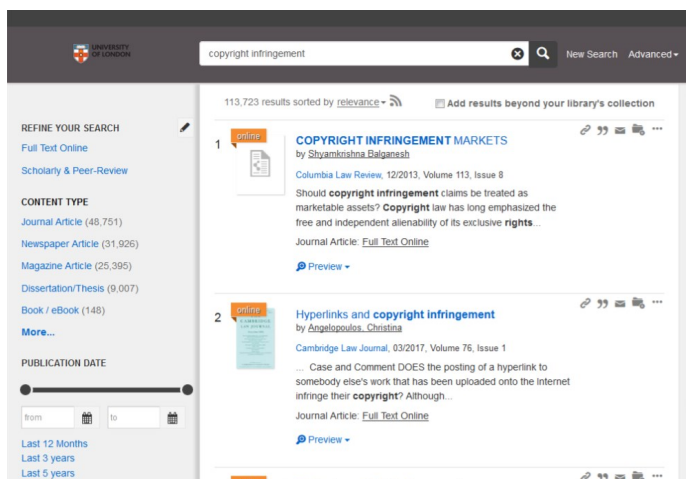 UNIVERSITY
OF LONDON
copyright infringement
New Search Advanced
113,723 results sorted by relevance
Add results beyond your library's collection
REFINE YOUR SEARCH
Full Text Online
Scholarly & Peer-Review
CONTENT TYPE
Journal Article (48,751)
Newspaper Article (31,926)
Magazine Article (25,395)
Dissertation/Thesis (9,007)
Book / eBook (148)
More...
PUBLICATION DATE
from to
Last 12 Months
Last 3 years
Last 5 years
1
online
COPYRIGHT INFRINGEMENT MARKETS
by Shyamkrishna Balganesh
Columbia Law Review, 12/2013, Volume 113, Issue 8
Should copyright infringement claims be treated as
marketable assets? Copyright law has long emphasized the
free and independent alienability of its exclusive rights...
Journal Article: Full Text Online
Preview
2
online
CAMBRIDGE
LAW JOURNAL
Hyperlinks and copyright infringement
by Angelopoulos, Christina
Cambridge Law Journal, 03/2017, Volume 76, Issue 1
... Case and Comment DOES the posting of a hyperlink to
somebody else's work that has been uploaded onto the Internet
infringe their copyright? Although...
Journal Article: Full Text Online
Preview